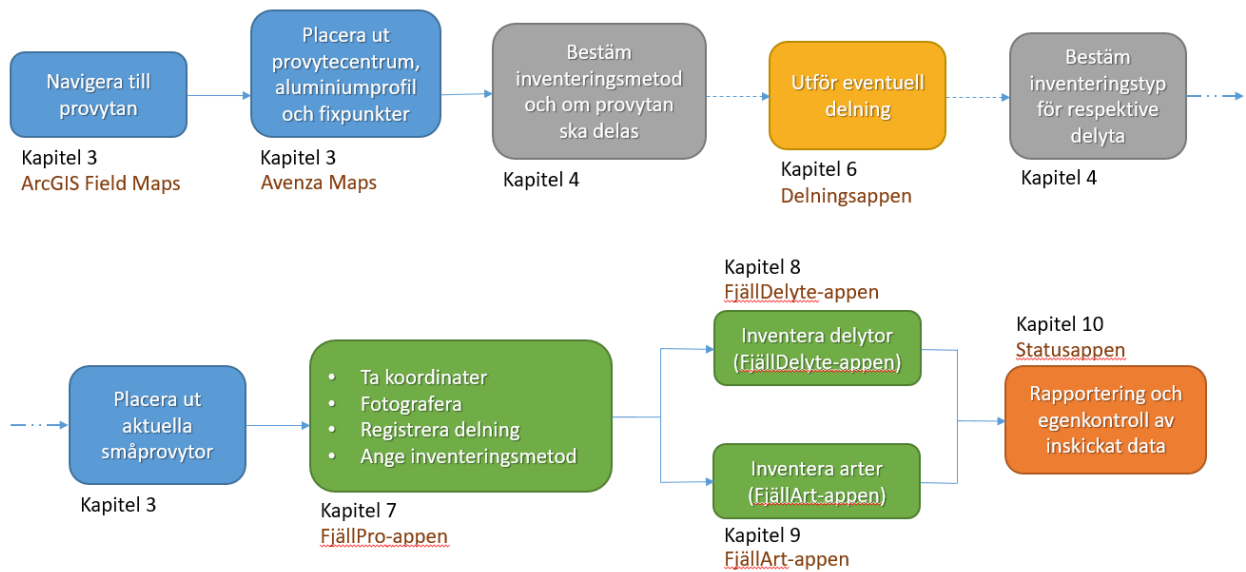 Navigera till
provytan
Kapitel 3
ArcGIS Field Maps
Placera ut
provytecentrum,
aluminiumprofil
och fixpunkter
Kapitel 3
Avenza Maps
Bestäm
inventeringsmetod
och om provytan
ska delas
Kapitel 4
Utför eventuell
delning
Kapitel 6
Delningsappen
Bestäm
inventeringstyp
för respektive
delyta
Kapitel 4
Placera ut
aktuella
småprovytor
Kapitel 3
• Ta koordinater
• Fotografera
• Registrera delning
• Ange inventeringsmetod
Kapitel 7
FjällPro-appen
Kapitel 8
FjällDelyte-appen
Inventera delytor
(FjällDelyte-appen)
Inventera arter
(FjällArt-appen)
Kapitel 9
FjällArt-appen
Kapitel 10
Statusappen
Rapportering och
egenkontroll av
inskickat data